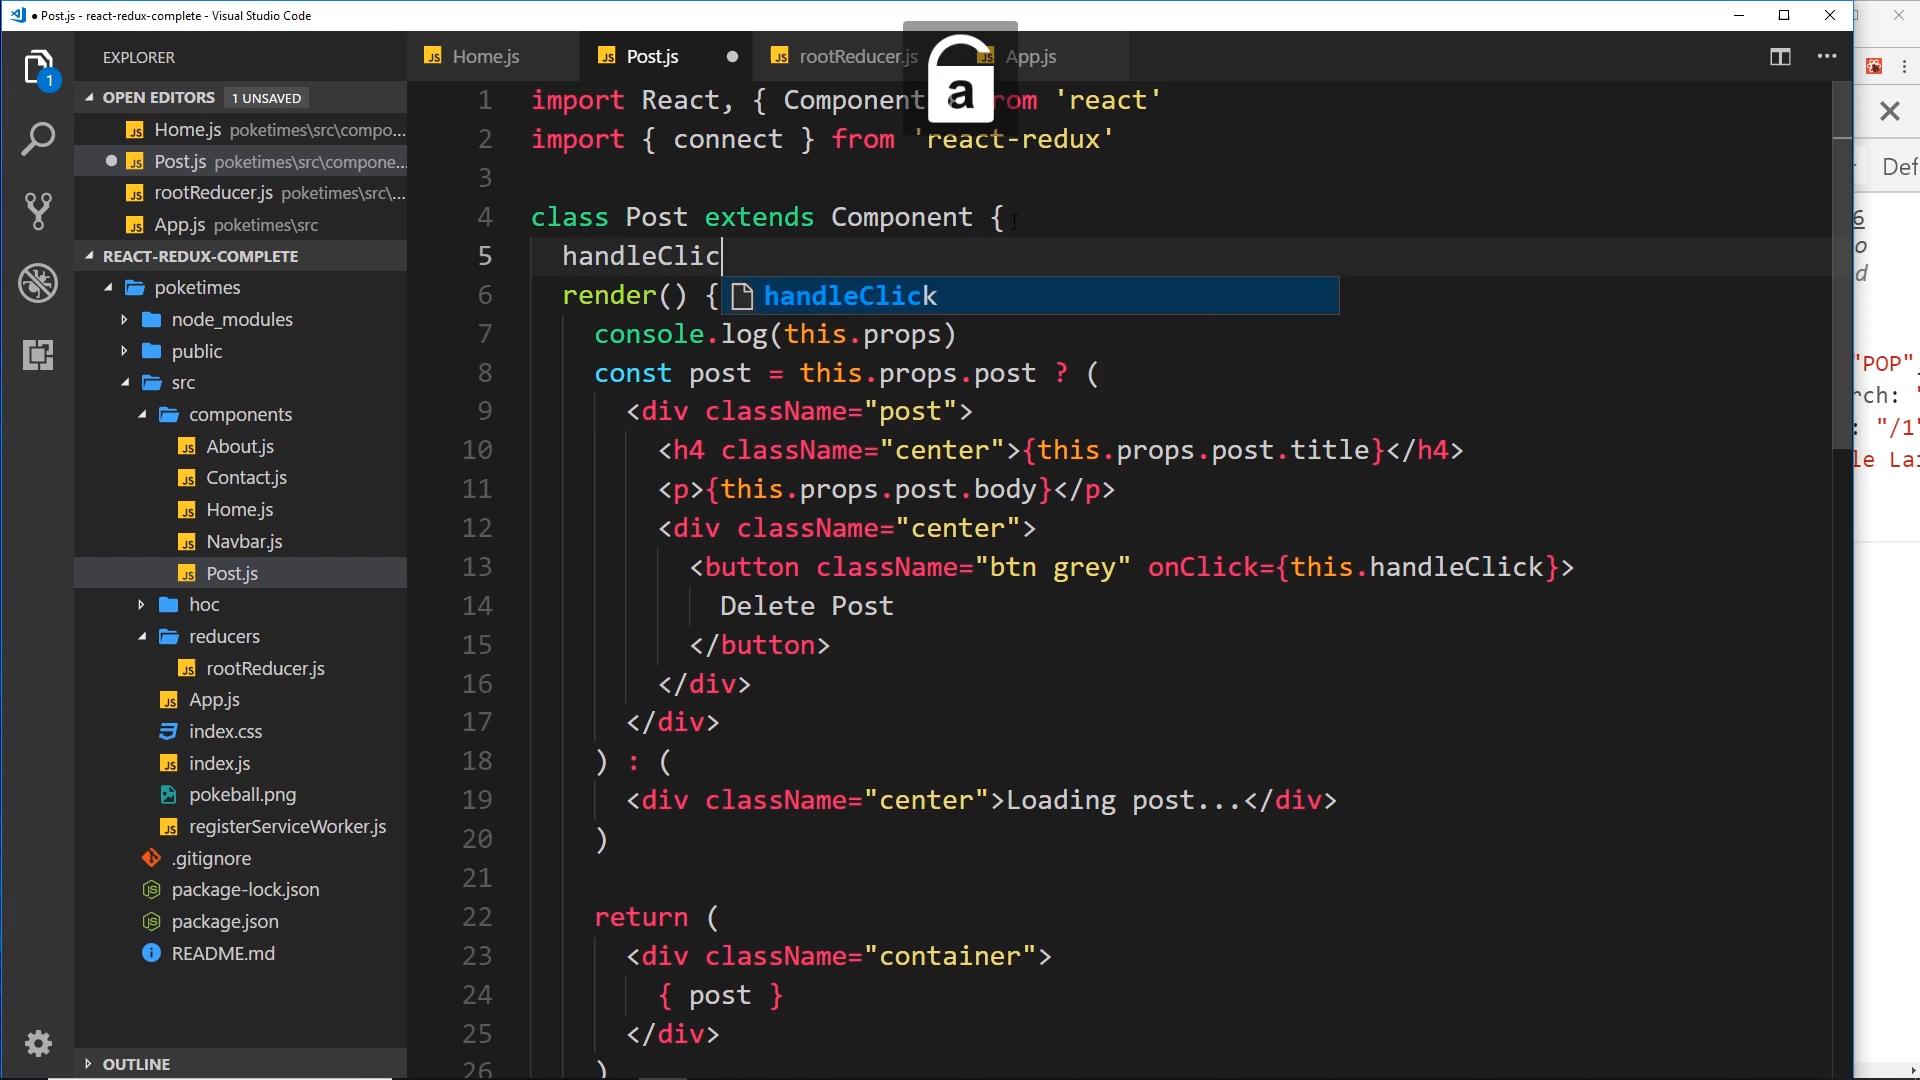 Post.js - react-redux-complete - Visual Studio Code
EXPLORER
OPEN EDITORS 1 UNSAVED
Home.js poketimes\src\compo...
Post.js poketimes\src\compone...
rootReducer.js poketimes\src\...
App.js poketimes\src
REACT-REDUX-COMPLETE
poketimes
node_modules
public
src
components
About.js
Contact.js
Home.js
Navbar.js
Post.js
hoc
reducers
rootReducer.js
App.js
index.css
index.js
pokeball.png
registerServiceWorker.js
.gitignore
package-lock.json
package.json
README.md
OUTLINE
1
Home.js Post.js rootReducer.js App.js
a
1 import React, { Component from 'react'
2 import { connect } from 'react-redux'
3
4 class Post extends Component {
5 handleClic
handleClick
6 render() {
7 console.log(this.props)
8 const post = this.props.post ? (
9 <div className="post">
10 <h4 className="center">{this.props.post.title}</h4>
11 <p>{this.props.post.body}</p>
12 <div className="center">
13 <button className="btn grey" onClick={this.handleClick}>
14 Delete Post
15 </button>
16 </div>
17 </div>
18 ) : (
19 <div className="center">Loading post...</div>
20 )
21
22 return (
23 <div className="container">
24 { post }
25 </div>
26 )
Def
6
o
d
"POP",
rch: "
: "/1"
le Lai